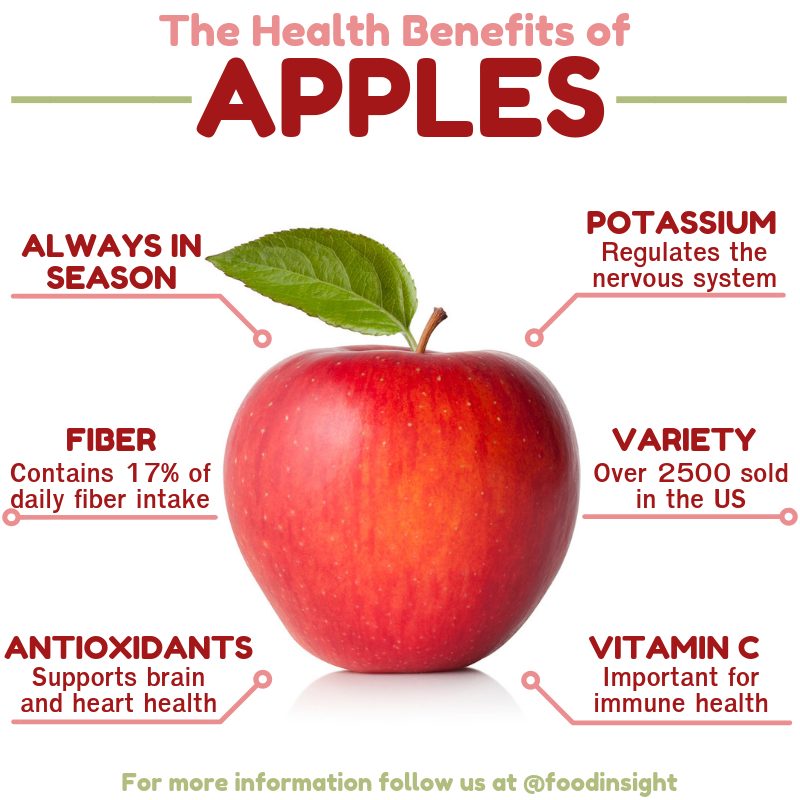 The Health Benefits of
APPLES
ALWAYS IN
SEASON
POTASSIUM
Regulates the
nervous system
FIBER
Contains 17% of
daily fiber intake
VARIETY
Over 2500 sold
in the US
ANTIOXIDANTS
Supports brain
and heart health
VITAMIN C
Important for
immune health
For more information follow us at @foodinsight